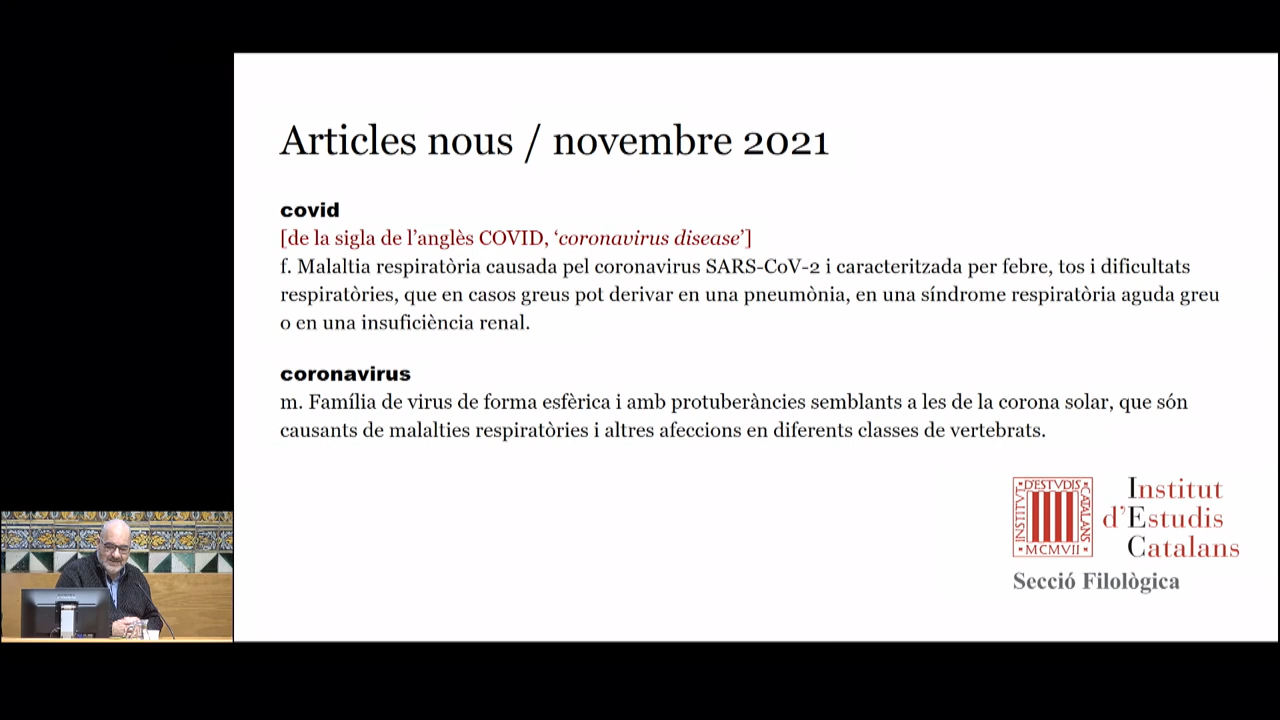 Articles nous / novembre 2021
covid
[de la sigla de l’anglès COVID, ‘coronavirus disease’]
f. Malaltia respiratòria causada pel coronavirus SARS-CoV-2 i caracteritzada per febre, tos i dificultats
respiratòries, que en casos greus pot derivar en una pneumònia, en una síndrome respiratòria aguda greu
o en una insuficiència renal.
coronavirus
m. Família de virus de forma esfèrica i amb protuberàncies semblants a les de la corona solar, que són
causants de malalties respiratòries i altres afeccions en diferents classes de vertebrats.
INSTITVT
D'ESTVDIS
CATALANS
MCMVII
Institut
d’Estudis
Catalans
Secció Filològica